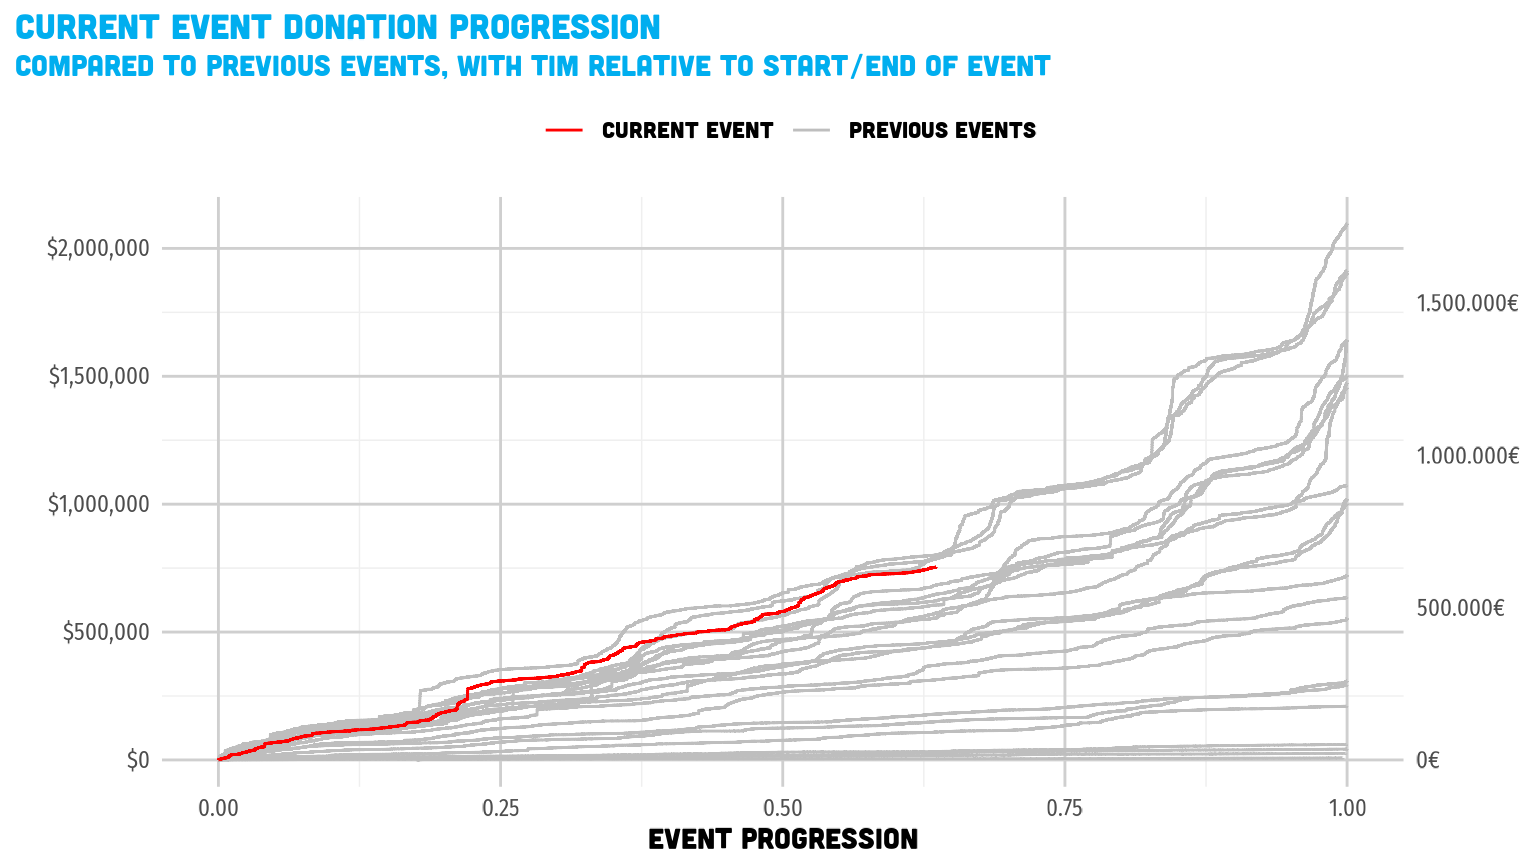 CURRENT EVENT DONATION PROGRESSION
COMPARED TO PREVIOUS EVENTS, WITH TIM RELATIVE TO START/END OF EVENT
CURRENT EVENT PREVIOUS EVENTS
$2,000,000
1.500.000€
$1,500,000
1.000.000€
$1,000,000
500.000€
$500,000
$0 0€
0.00 0.25 0.50 0.75 1.00
EVENT PROGRESSION